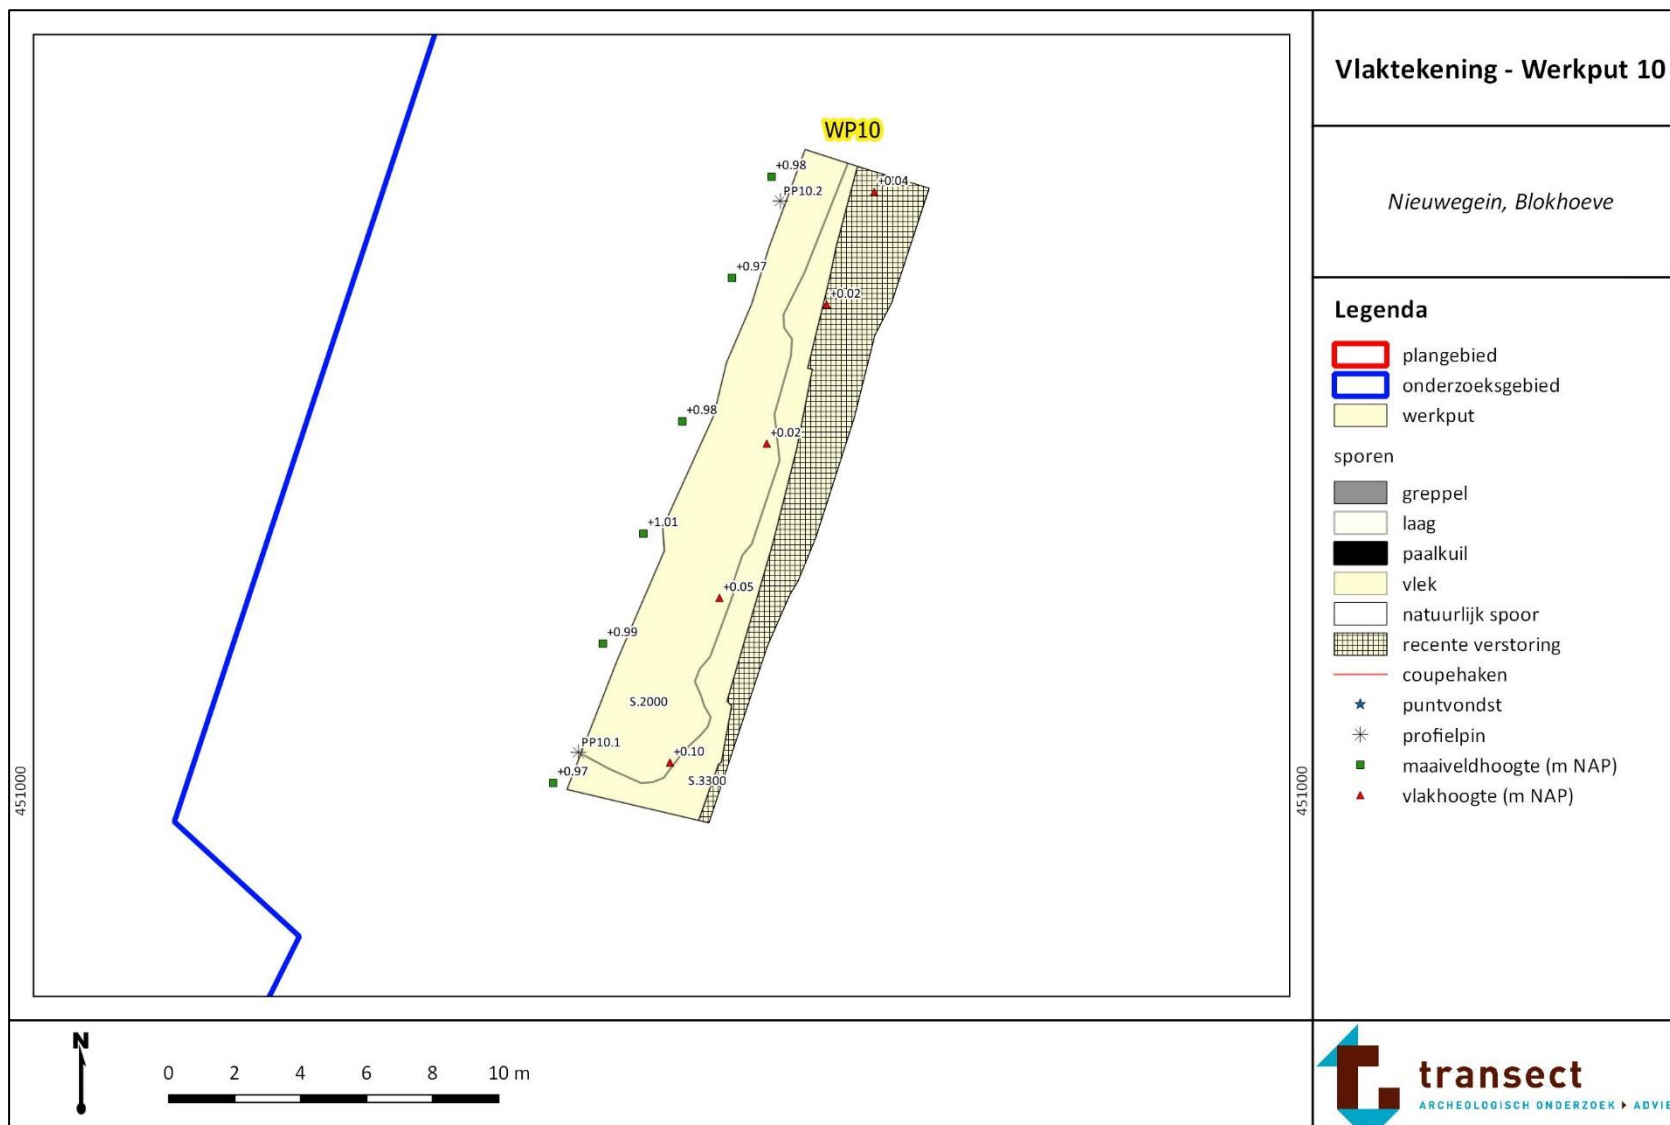 Vlaktekening - Werkput 10
Nieuwegein, Blokhoeve
WP10
+0.98
PP10.2
+0.04
+0.97
+0.02
+0.98
+0.02
+1.01
+0.05
+0.99
S.2000
PP10.1
+0.10
+0.97
S.3300
451000
451000
Legenda
plangebied
onderzoeksgebied
werkput
sporen
greppel
laag
paalkuil
vlek
natuurlijk spoor
recente verstoring
coupehaken
puntvondst
profielpin
maaiveldhoogte (m NAP)
vlakhoogte (m NAP)
N
0 2 4 6 8 10 m
transect
ARCHEOLOGISCH ONDERZOEK ADVIE